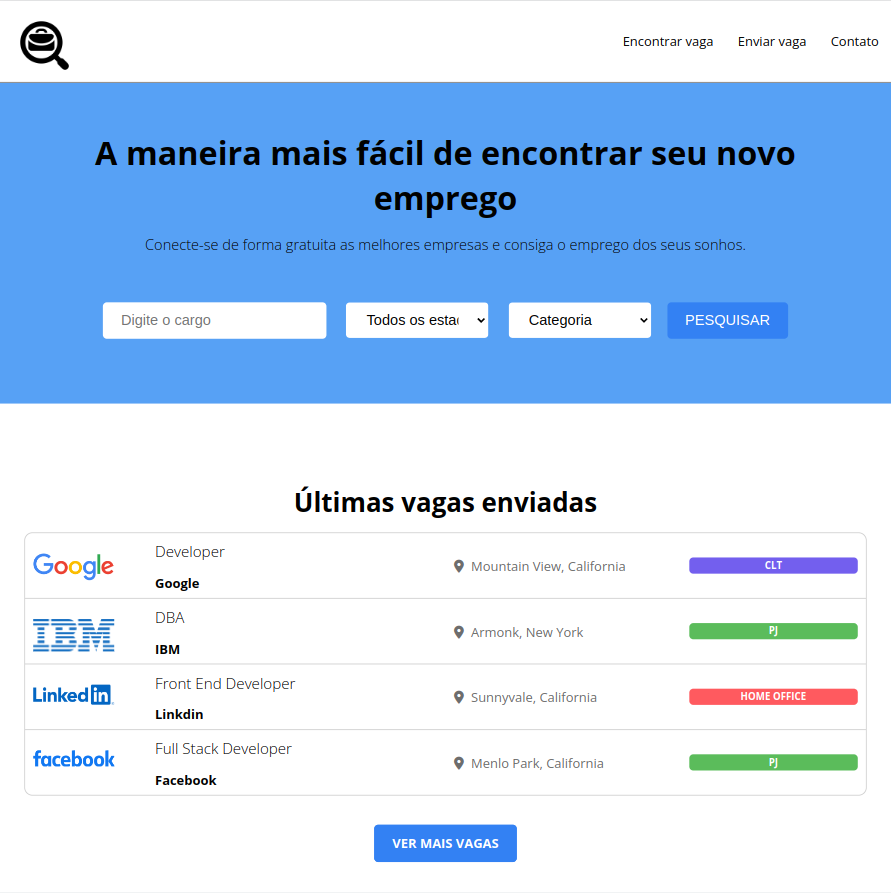 Encontrar vaga Enviar vaga Contato
A maneira mais fácil de encontrar seu novo
emprego
Conecte-se de forma gratuita as melhores empresas e consiga o emprego dos seus sonhos.
Digite o cargo Todos os esta Categoria PESQUISAR
Últimas vagas enviadas
Google Developer Mountain View, California CLT
Google
IBM DBA Armonk, New York PJ
IBM
Linked in Front End Developer Sunnyvale, California HOME OFFICE
Linkdin
facebook Full Stack Developer Menlo Park, California PJ
Facebook
VER MAIS VAGAS